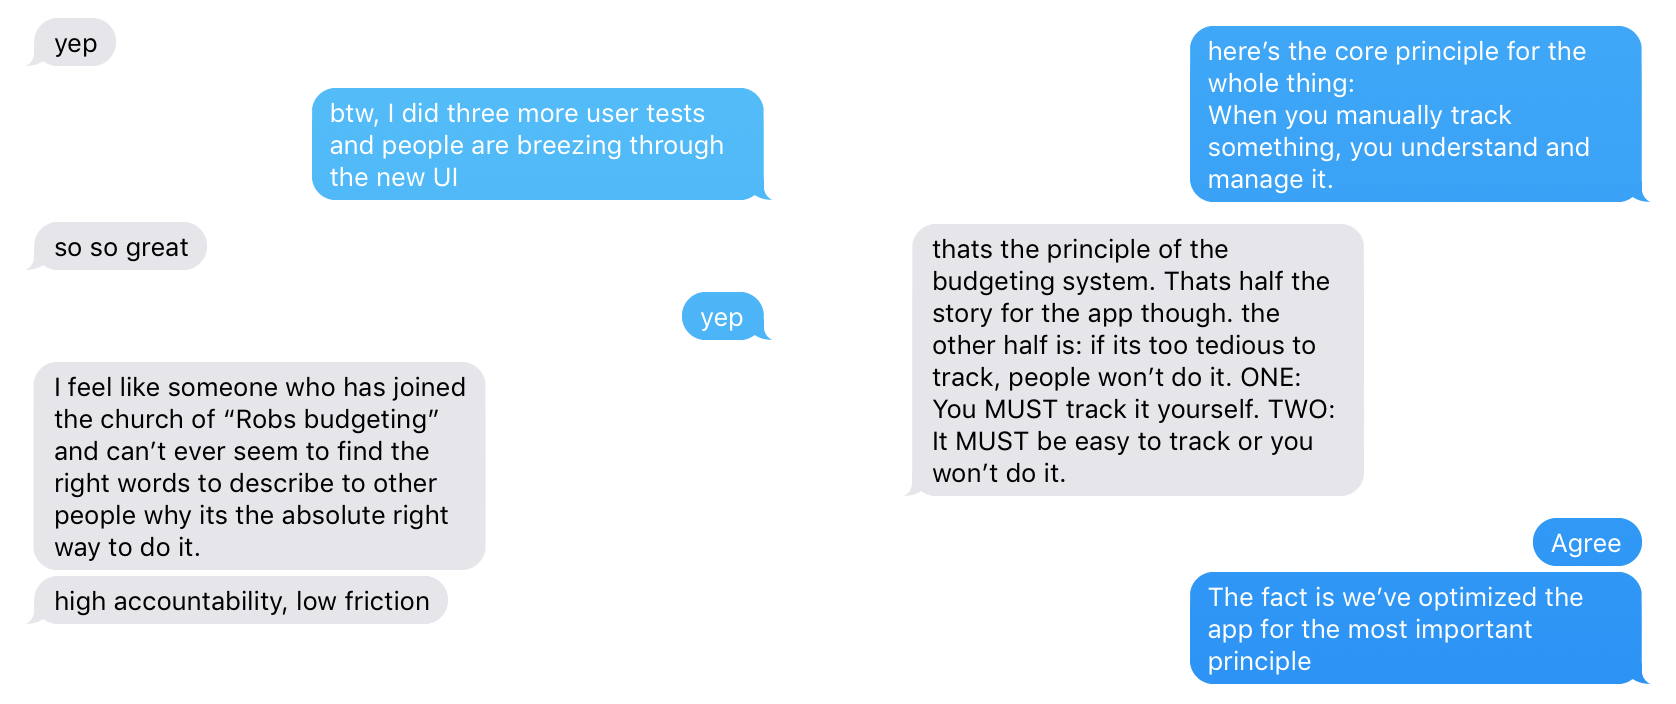 yep
btw, I did three more user tests
and people are breezing through
the new UI
so so great
yep
I feel like someone who has joined
the church of “Robs budgeting”
and can’t ever seem to find the
right words to describe to other
people why its the absolute right
way to do it.
high accountability, low friction
here’s the core principle for the
whole thing:
When you manually track
something, you understand and
manage it.
thats the principle of the
budgeting system. Thats half the
story for the app though. the
other half is: if its too tedious to
track, people won’t do it. ONE:
You MUST track it yourself. TWO:
It MUST be easy to track or you
won’t do it.
Agree
The fact is we’ve optimized the
app for the most important
principle